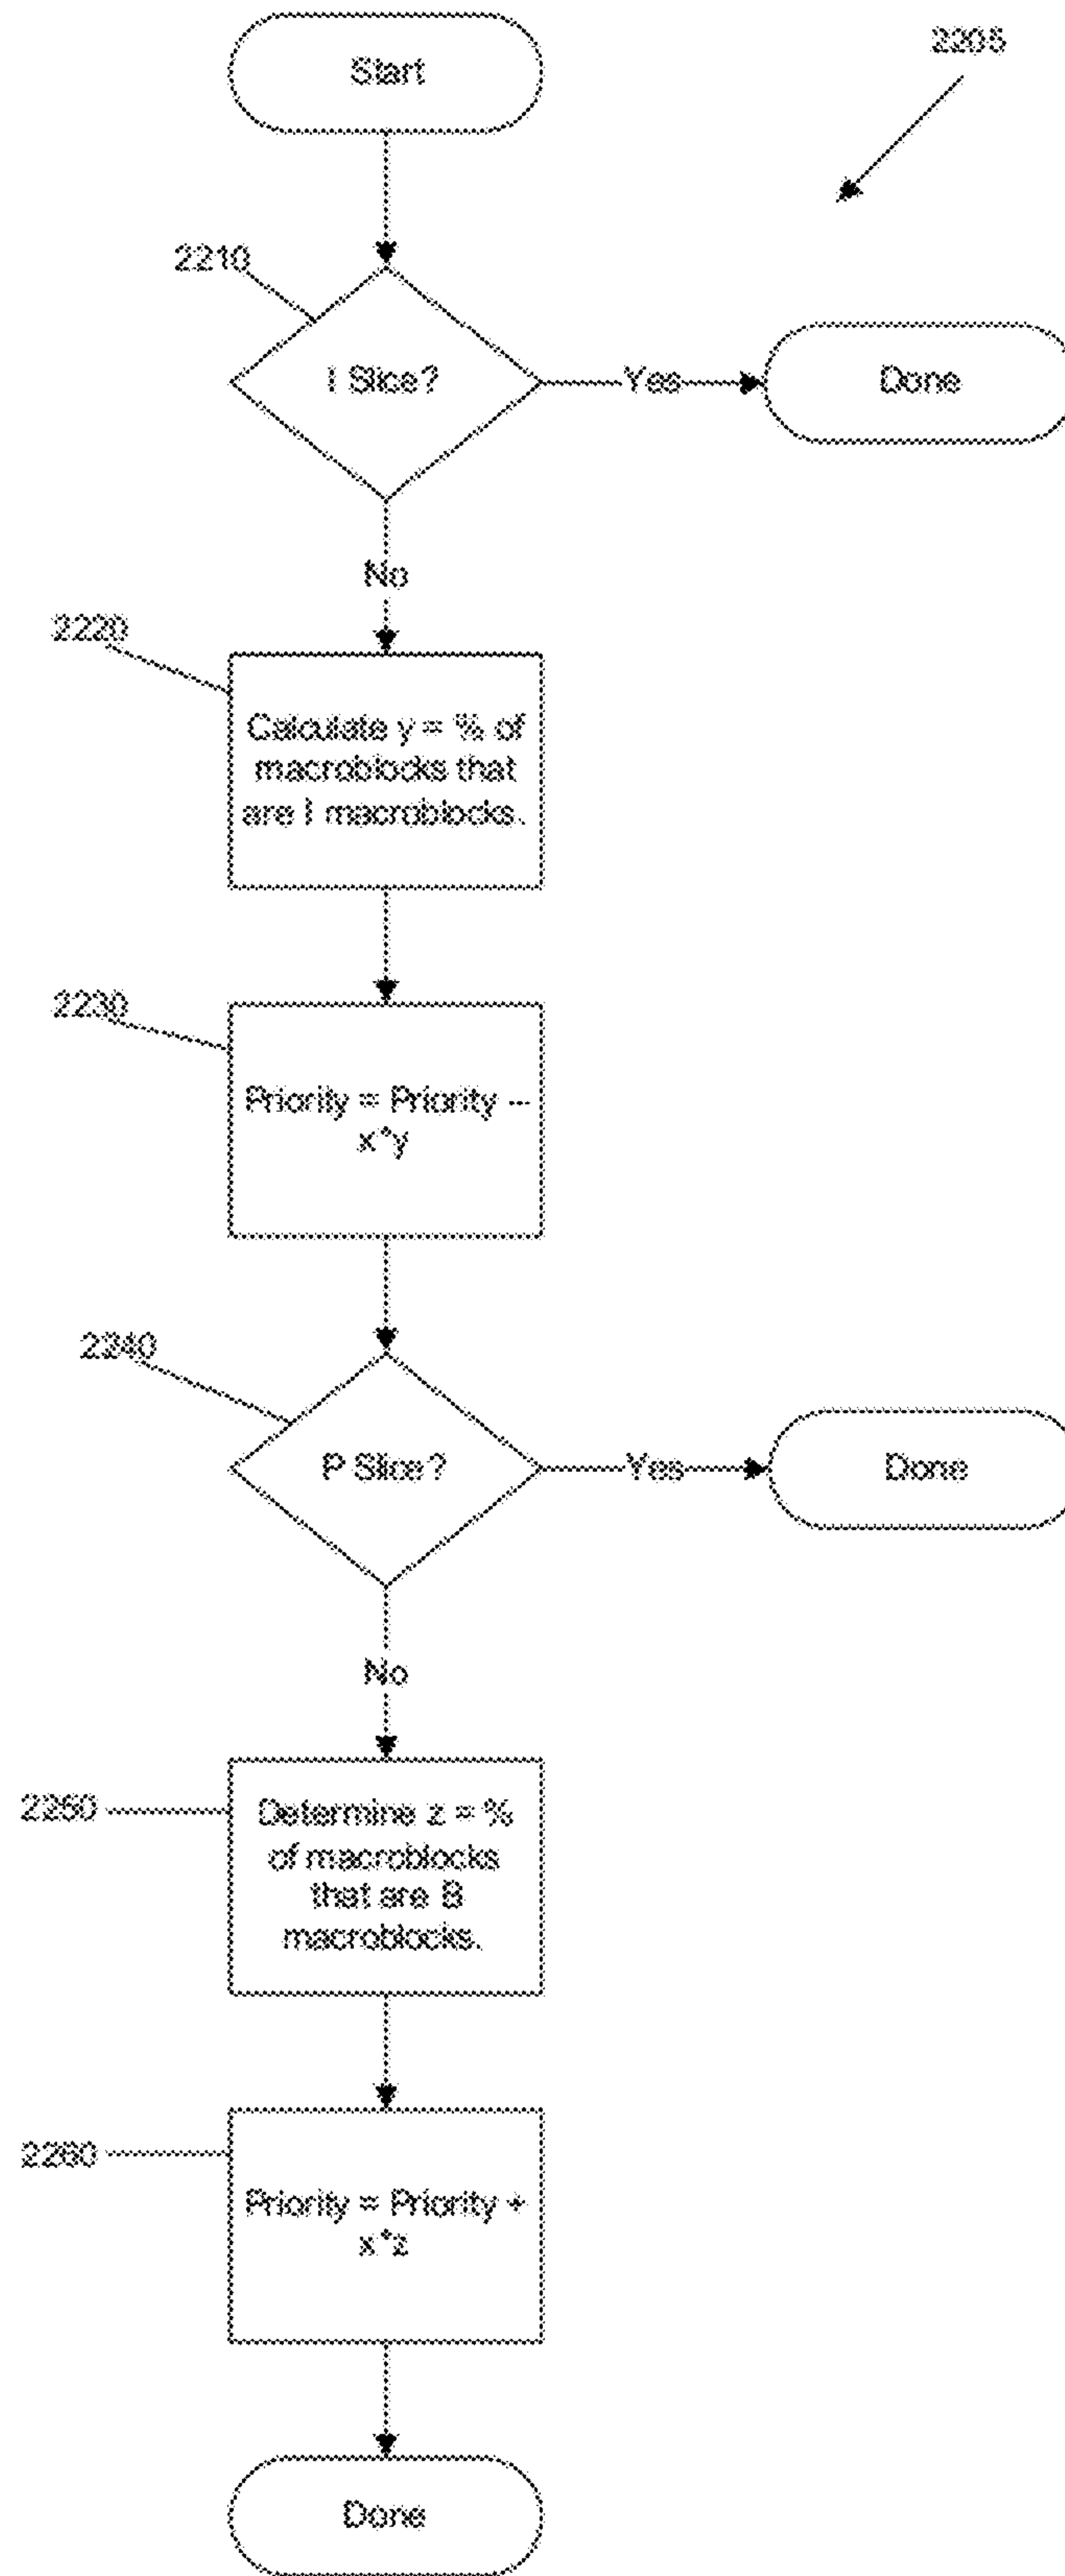 Start
2205
2210
I Slice?
Yes
Done
No
2220
Calculate y = % of
macroblocks that
are I macroblocks.
2230
Priority = Priority –
x*y
2240
P Slice?
Yes
Done
No
2250
Determine z = %
of macroblocks
that are B
macroblocks.
2260
Priority = Priority +
x*z
Done